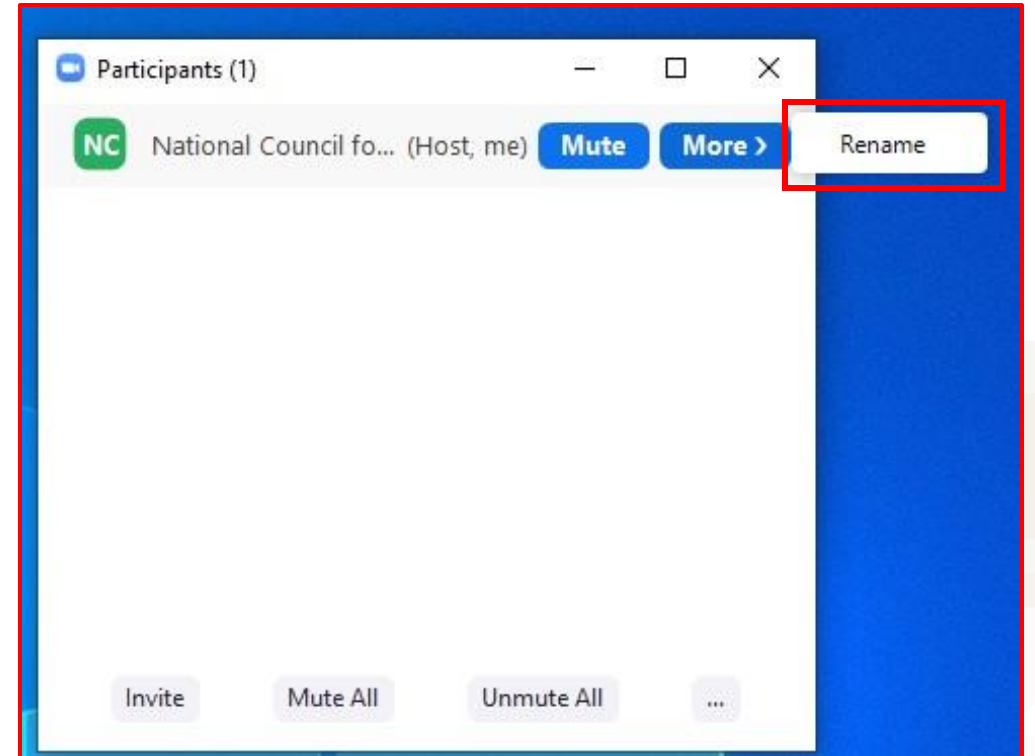 Participants (1)
NC National Council fo... (Host, me) Mute More > Rename
Invite Mute All Unmute All ...